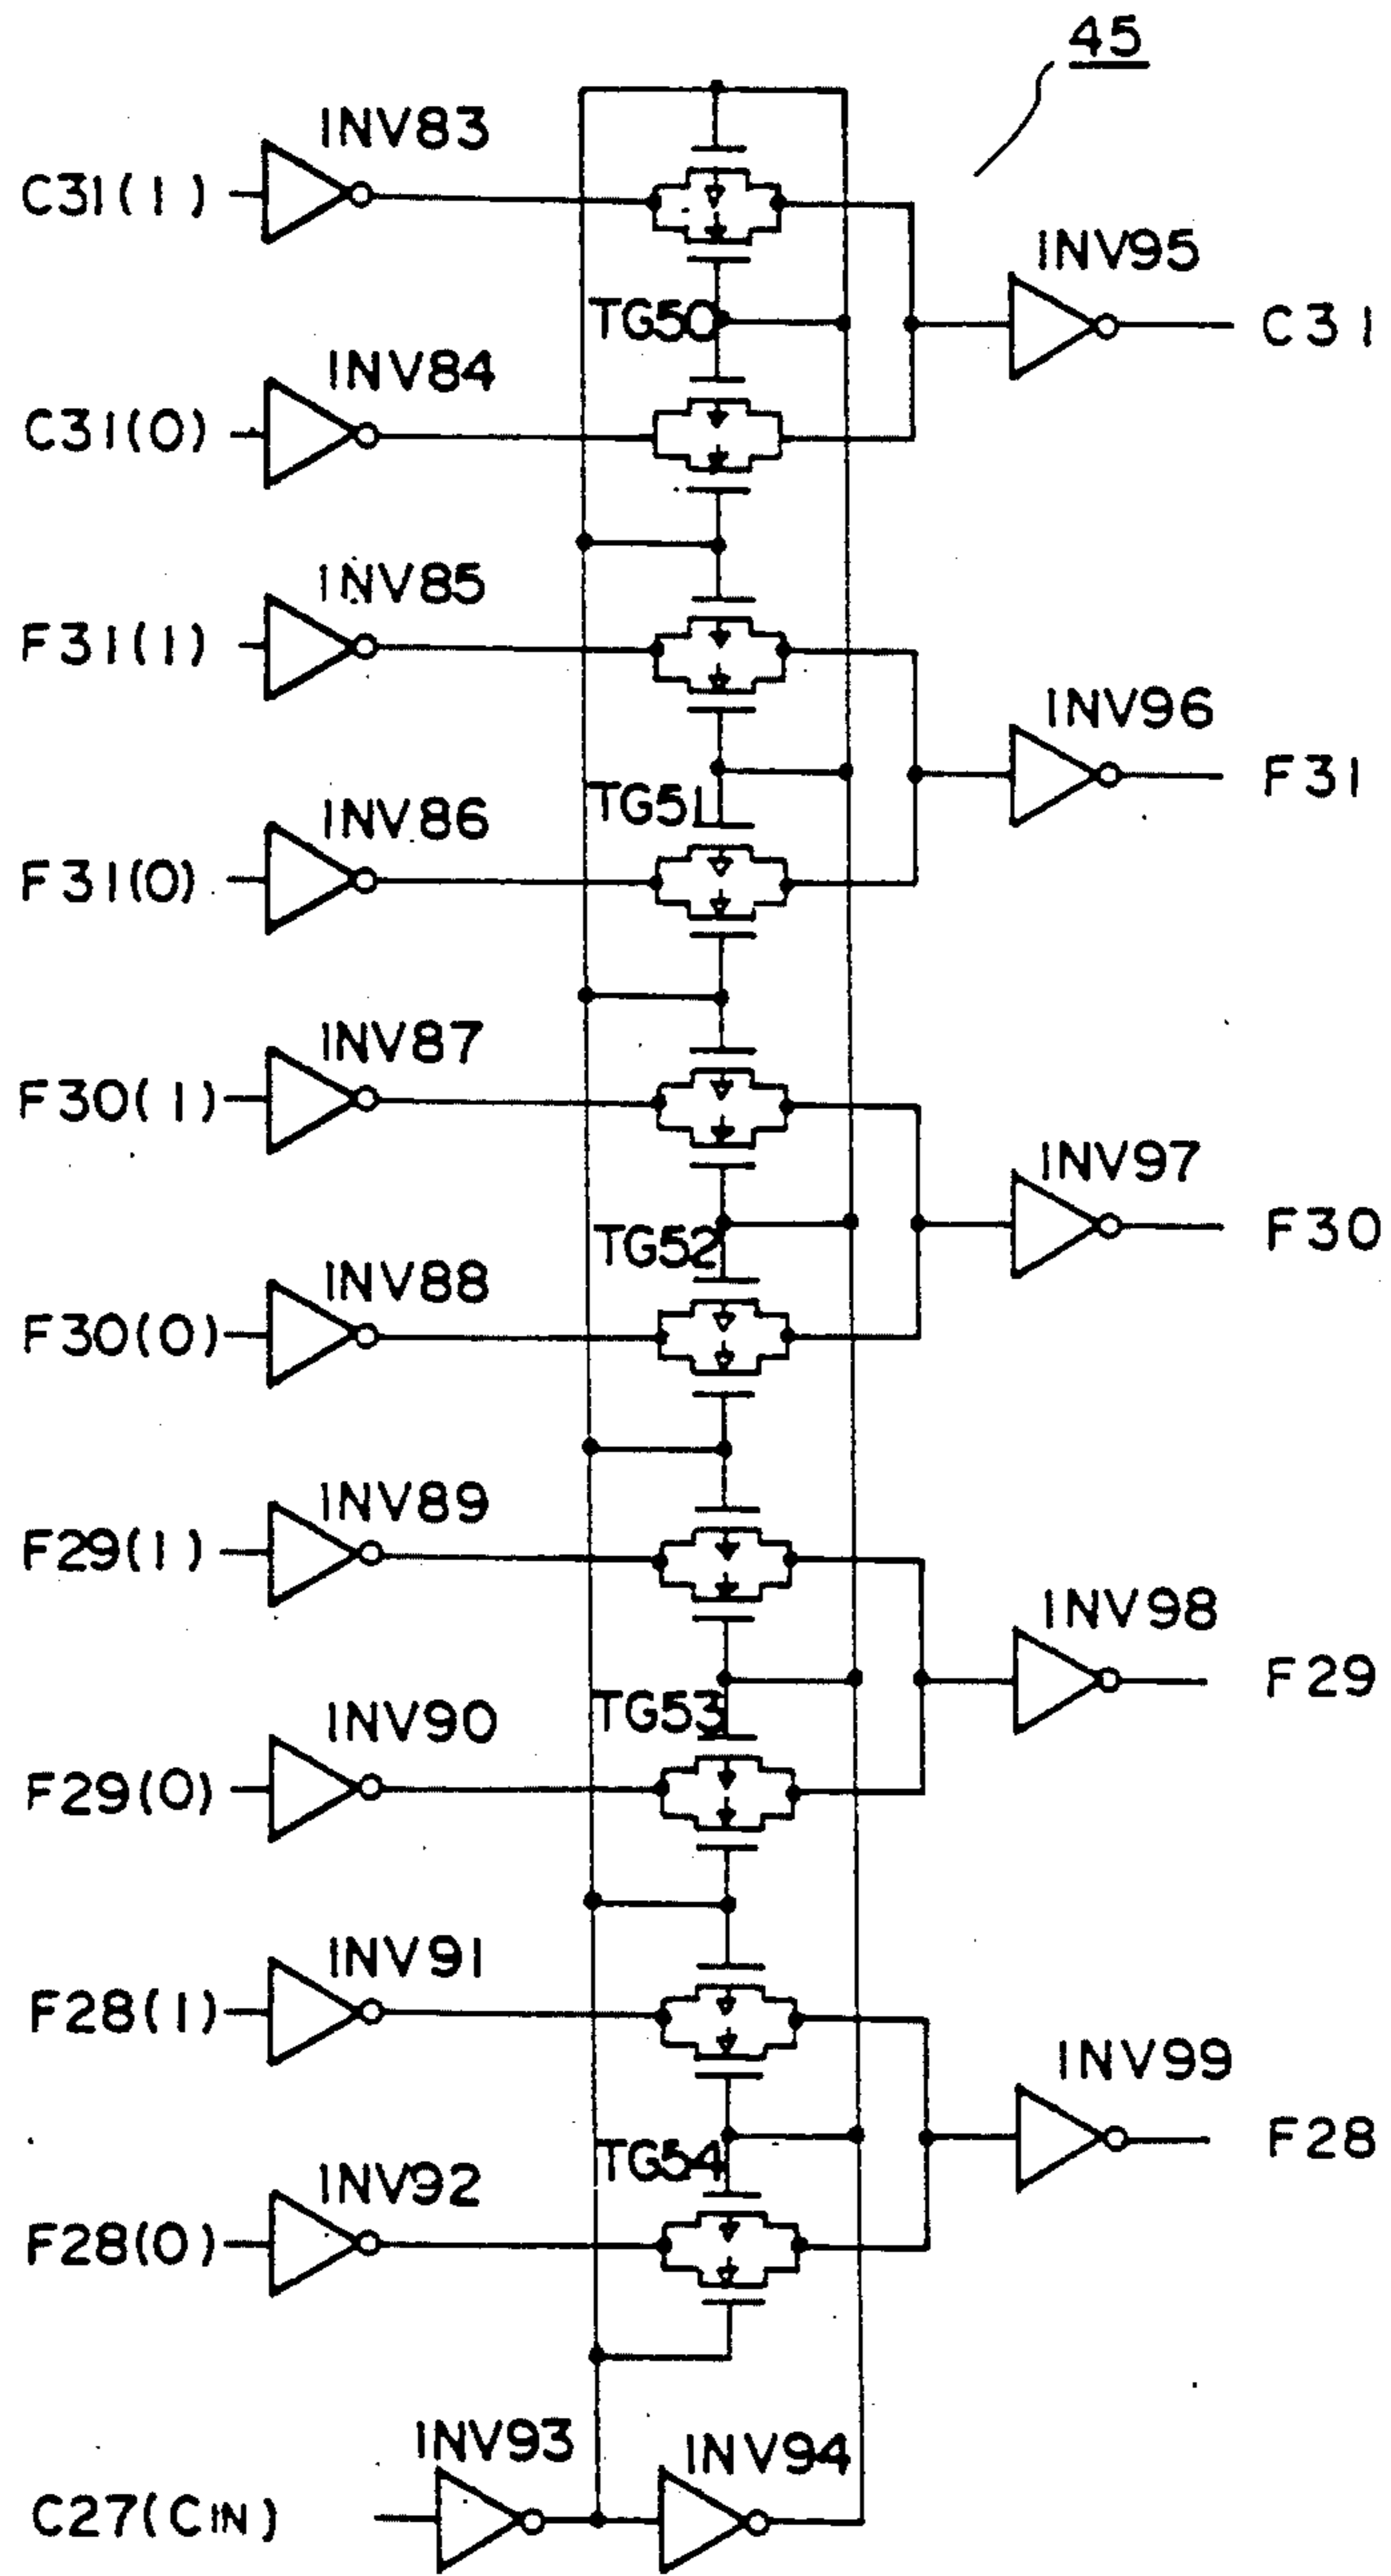 45
INV83
C31(1)
INV95
C31
TG50
INV84
C31(0)
INV85
F31(1)
INV96
F31
TG51
INV86
F31(0)
INV87
F30(1)
INV97
F30
TG52
INV88
F30(0)
INV89
F29(1)
INV98
F29
TG53
INV90
F29(0)
INV91
F28(1)
INV99
F28
TG54
INV92
F28(0)
INV93
INV94
C27(CIN)